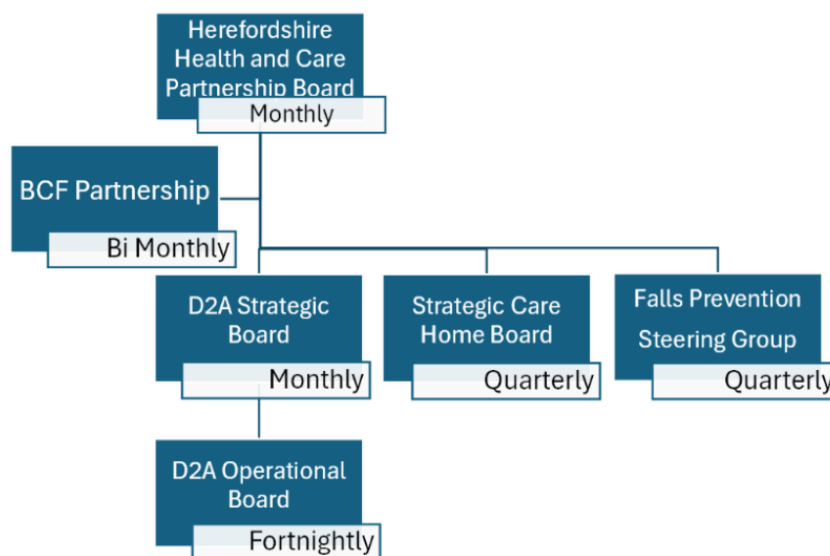 Herefordshire
Health and Care
Partnership Board
Monthly
BCF Partnership
Bi Monthly
D2A Strategic
Board
Monthly
Strategic Care
Home Board
Quarterly
Falls Prevention
Steering Group
Quarterly
D2A Operational
Board
Fortnightly